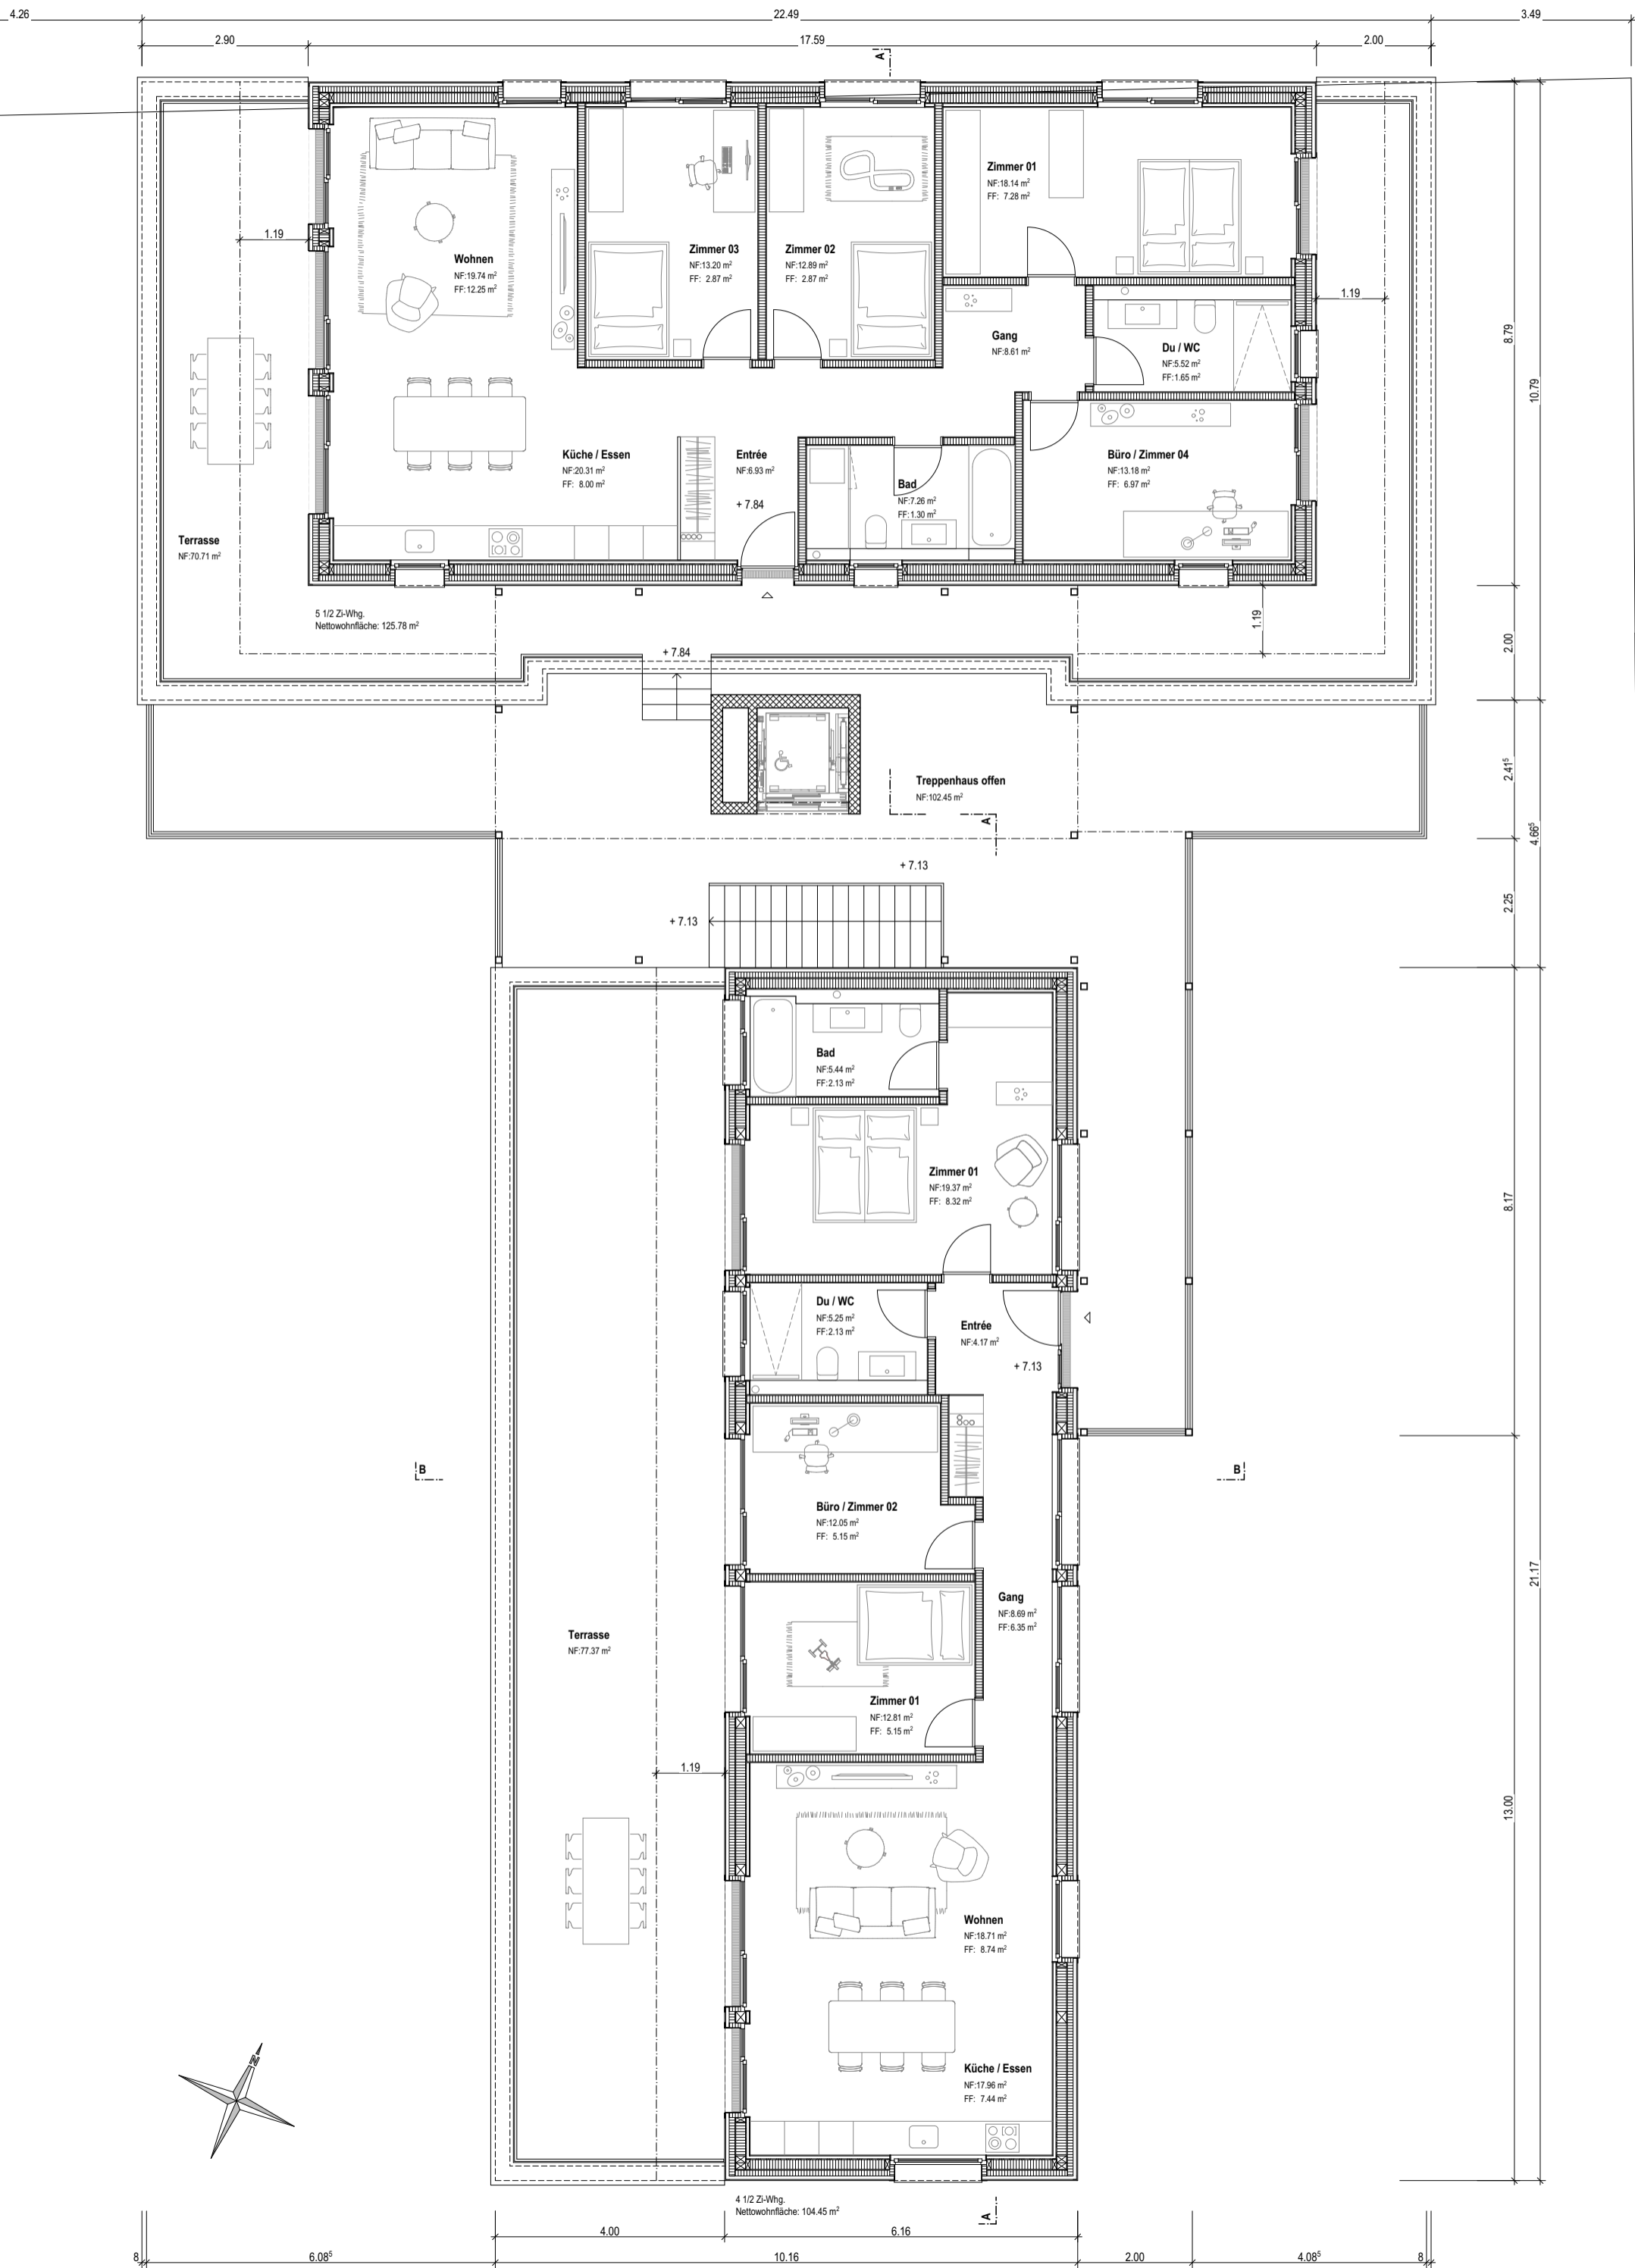 4.26
22.49
3.49
2.90
17.59
2.00
A
Zimmer 01
NF:18.14 m²
FF: 7.28 m²
1.19
Wohnen
NF:19.74 m²
FF:12.25 m²
Zimmer 03
NF:13.20 m²
FF: 2.87 m²
Zimmer 02
NF:12.89 m²
FF: 2.87 m²
1.19
Gang
NF:8.61 m²
Du / WC
NF:5.52 m²
FF:1.65 m²
8.79
10.79
Küche / Essen
NF:20.31 m²
FF: 8.00 m²
Entrée
NF:6.93 m²
+ 7.84
Bad
NF:7.26 m²
FF:1.30 m²
Büro / Zimmer 04
NF:13.18 m²
FF: 6.97 m²
Terrasse
NF:70.71 m²
5 1/2 Zi-Whg.
Nettowohnfläche: 125.78 m²
1.19
2.00
+ 7.84
Treppenhaus offen
NF:102.45 m²
A
2.41⁵
4.66⁵
+ 7.13
+ 7.13
2.25
Bad
NF:5.44 m²
FF:2.13 m²
Zimmer 01
NF:19.37 m²
FF: 8.32 m²
8.17
Du / WC
NF:5.25 m²
FF:2.13 m²
Entrée
NF:4.17 m²
+ 7.13
B
B
Büro / Zimmer 02
NF:12.05 m²
FF: 5.15 m²
21.17
Gang
NF:8.69 m²
FF:6.35 m²
Terrasse
NF:77.37 m²
Zimmer 01
NF:12.81 m²
FF: 5.15 m²
1.19
13.00
Wohnen
NF:18.71 m²
FF: 8.74 m²
N
Küche / Essen
NF:17.96 m²
FF: 7.44 m²
4 1/2 Zi-Whg.
Nettowohnfläche: 104.45 m²
A
4.00
6.16
8
6.08⁵
10.16
2.00
4.08⁵
8